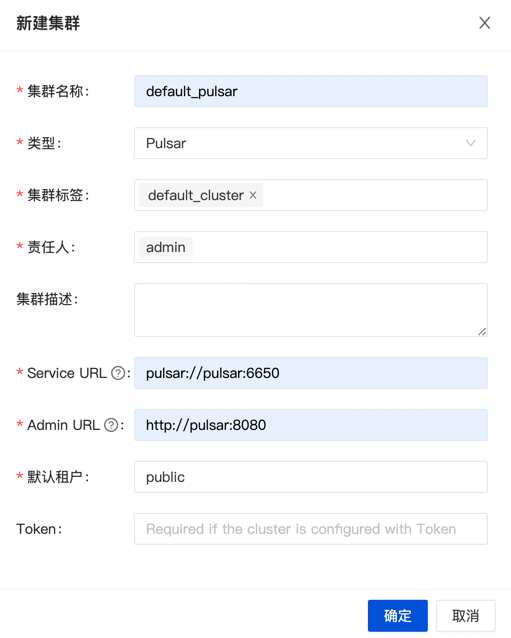 新建集群
* 集群名称: default_pulsar
* 类型: Pulsar
* 集群标签: default_cluster ×
* 责任人: admin
集群描述:
* Service URL ?: pulsar://pulsar:6650
* Admin URL ?: http://pulsar:8080
* 默认租户: public
Token: Required if the cluster is configured with Token
确定 取消